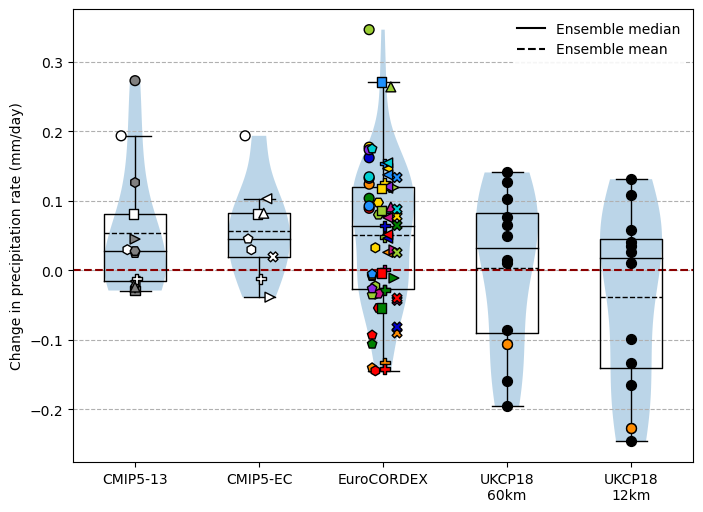 Ensemble median
Ensemble mean
Change in precipitation rate (mm/day)
0.3
0.2
0.1
0.0
−0.1
−0.2
CMIP5-13
CMIP5-EC
EuroCORDEX
UKCP18
60km
UKCP18
12km